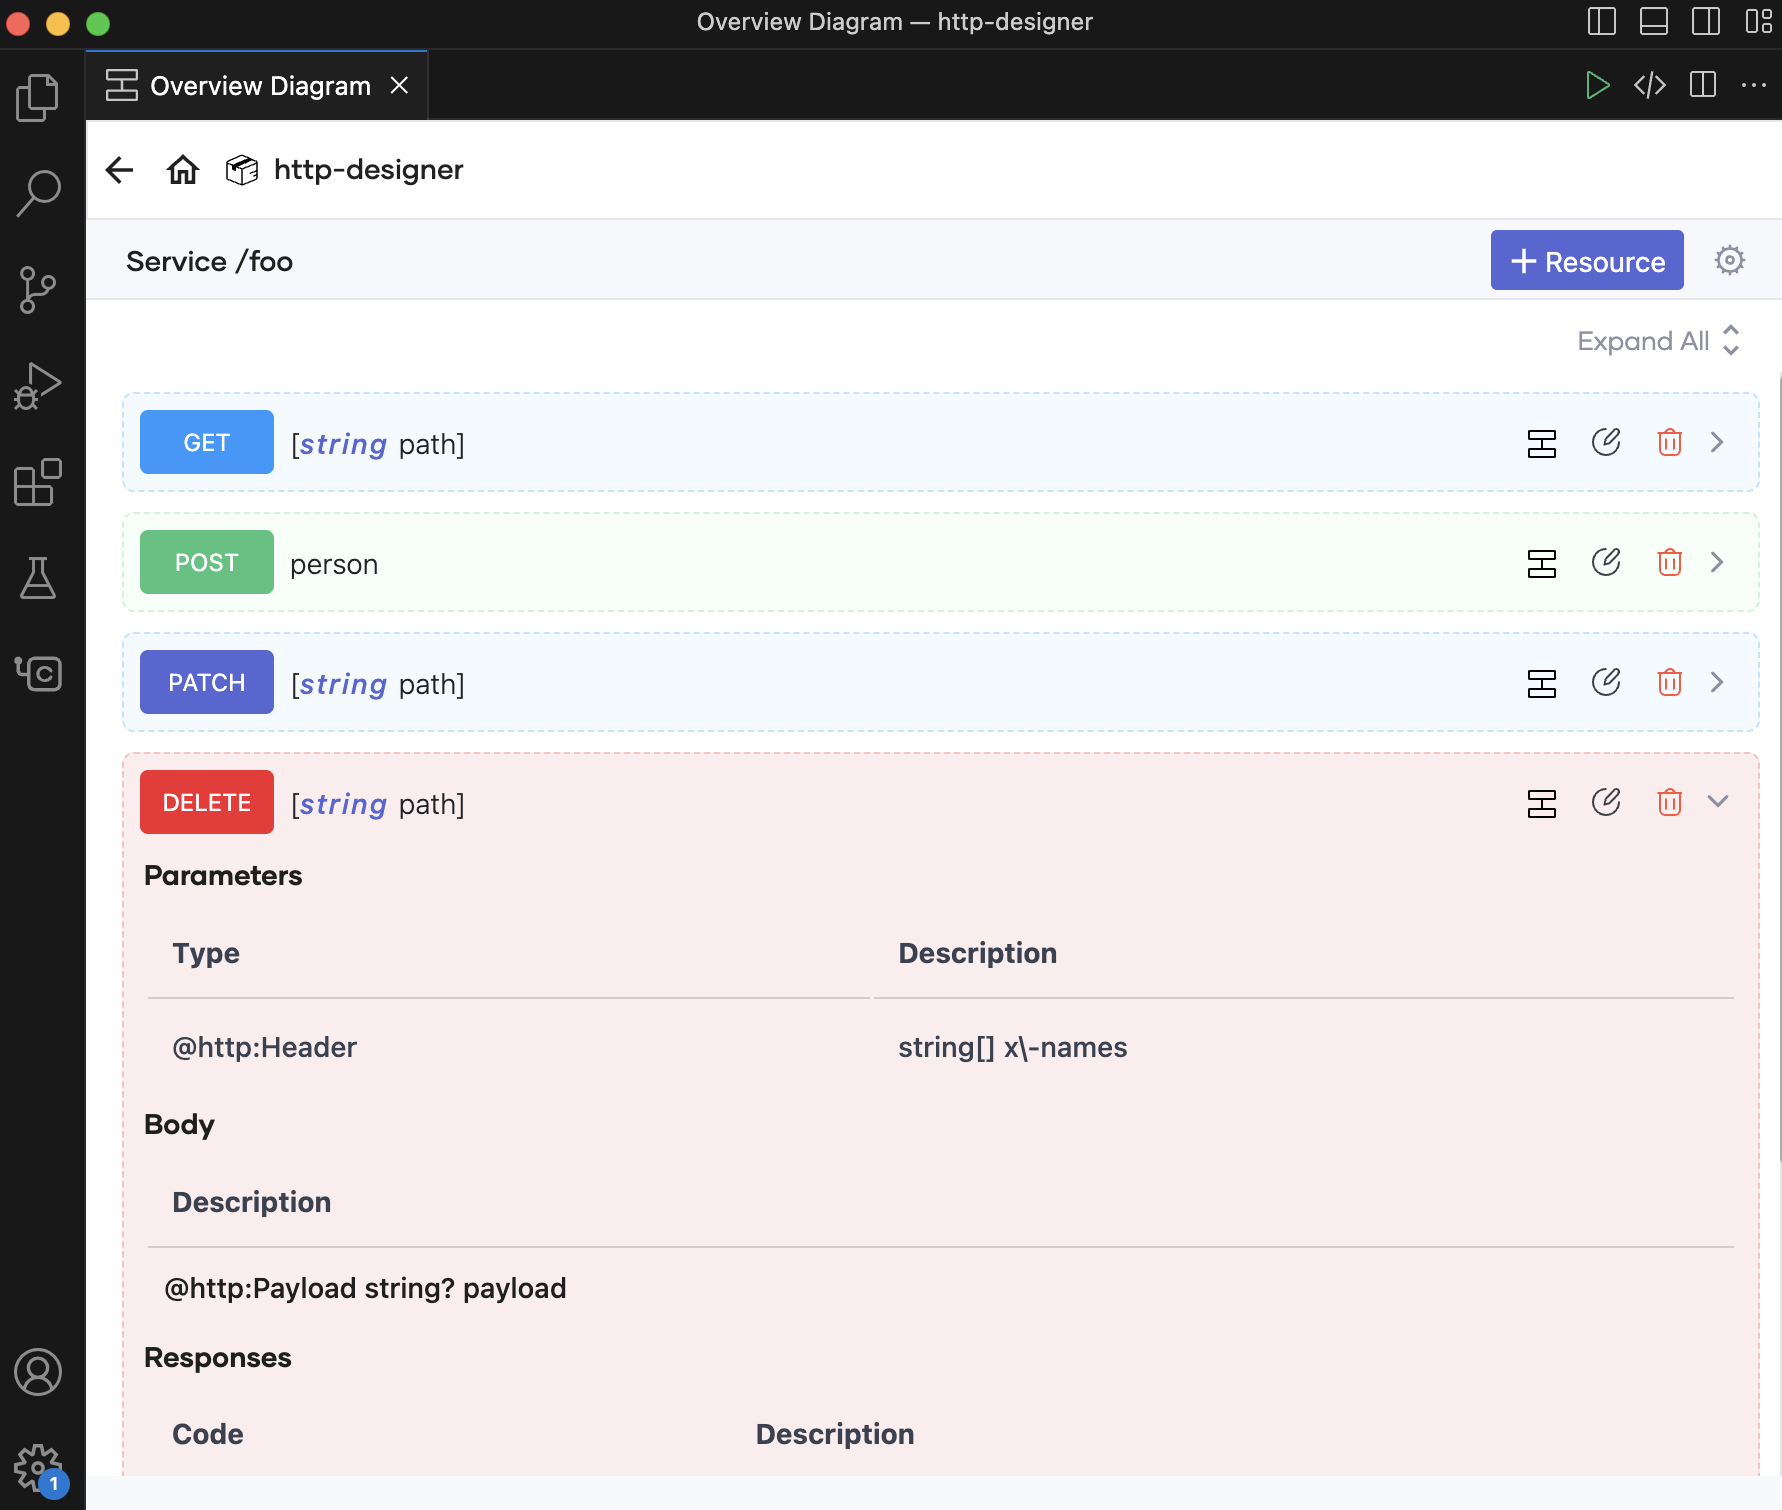 Overview Diagram — http-designer
Overview Diagram
http-designer
Service /foo
Resource
Expand All
GET [string path]
POST person
PATCH [string path]
DELETE [string path]
Parameters
Type Description
@http:Header string[] x\-names
Body
Description
@http:Payload string? payload
Responses
Code Description
1